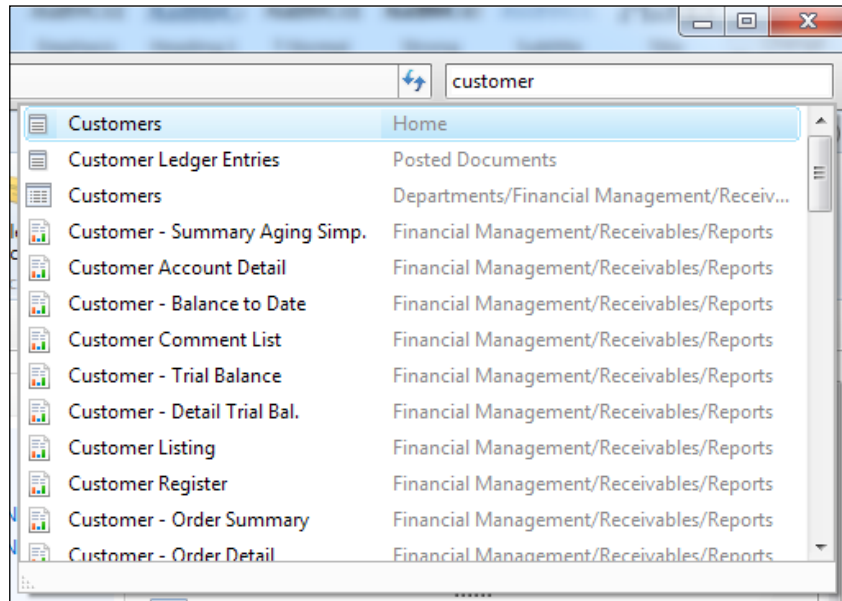 customer
Customers Home
Customer Ledger Entries Posted Documents
Customers Departments/Financial Management/Receiv...
Customer - Summary Aging Simp. Financial Management/Receivables/Reports
Customer Account Detail Financial Management/Receivables/Reports
Customer - Balance to Date Financial Management/Receivables/Reports
Customer Comment List Financial Management/Receivables/Reports
Customer - Trial Balance Financial Management/Receivables/Reports
Customer - Detail Trial Bal. Financial Management/Receivables/Reports
Customer Listing Financial Management/Receivables/Reports
Customer Register Financial Management/Receivables/Reports
Customer - Order Summary Financial Management/Receivables/Reports
Customer - Order Detail Financial Management/Receivables/Reports